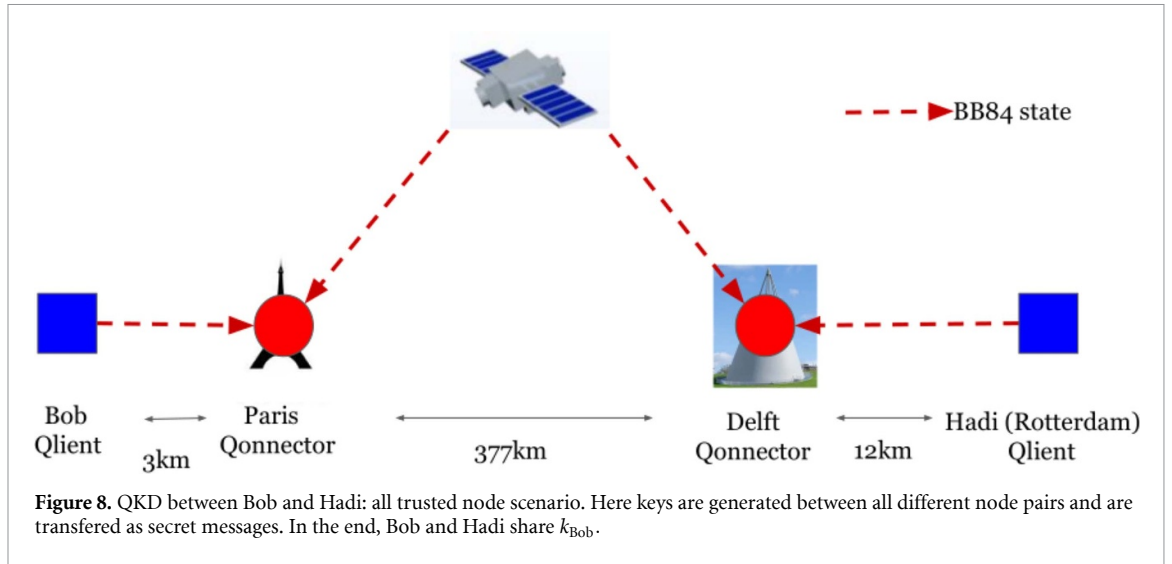 BB84 state
Bob
Qlient
3km
Paris
Qonnector
377km
Delft
Qonnector
12km
Hadi (Rotterdam)
Qlient
Figure 8. QKD between Bob and Hadi: all trusted node scenario. Here keys are generated between all different node pairs and are
transfered as secret messages. In the end, Bob and Hadi share kBob.